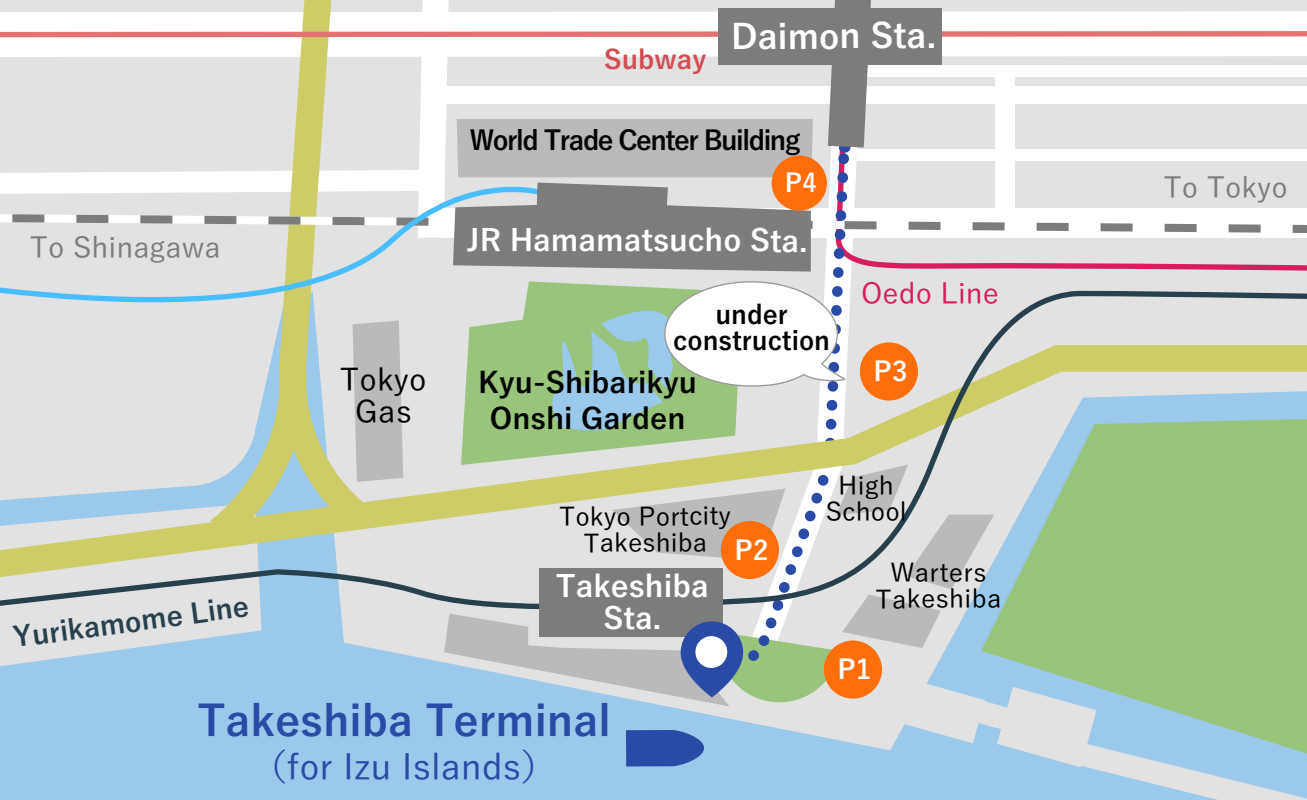 Daimon Sta.
Subway
World Trade Center Building
P4
To Tokyo
To Shinagawa
JR Hamamatsucho Sta.
Oedo Line
under
construction
P3
Tokyo
Gas
Kyu-Shibarikyu
Onshi Garden
High
School
Tokyo Portcity
Takeshiba
P2
Warters
Takeshiba
Takeshiba
Sta.
Yurikamome Line
P1
Takeshiba Terminal
(for Izu Islands)